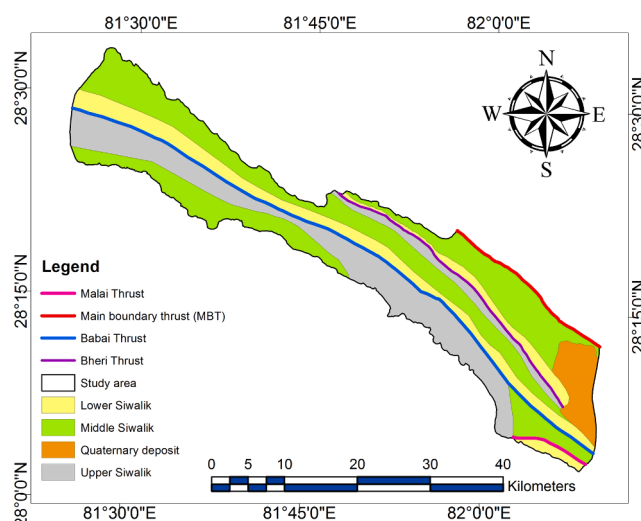 81°30'0"E 81°45'0"E 82°0'0"E
28°30'0"N
28°30'0"N
N
W E
S
28°15'0"N
28°15'0"N
Legend
Malai Thrust
Main boundary thrust (MBT)
Babai Thrust
Bheri Thrust
Study area
Lower Siwalik
Middle Siwalik
Quaternary deposit
Upper Siwalik
28°0'0"N
28°0'0"N
0 5 10 20 30 40
Kilometers
81°30'0"E 81°45'0"E 82°0'0"E